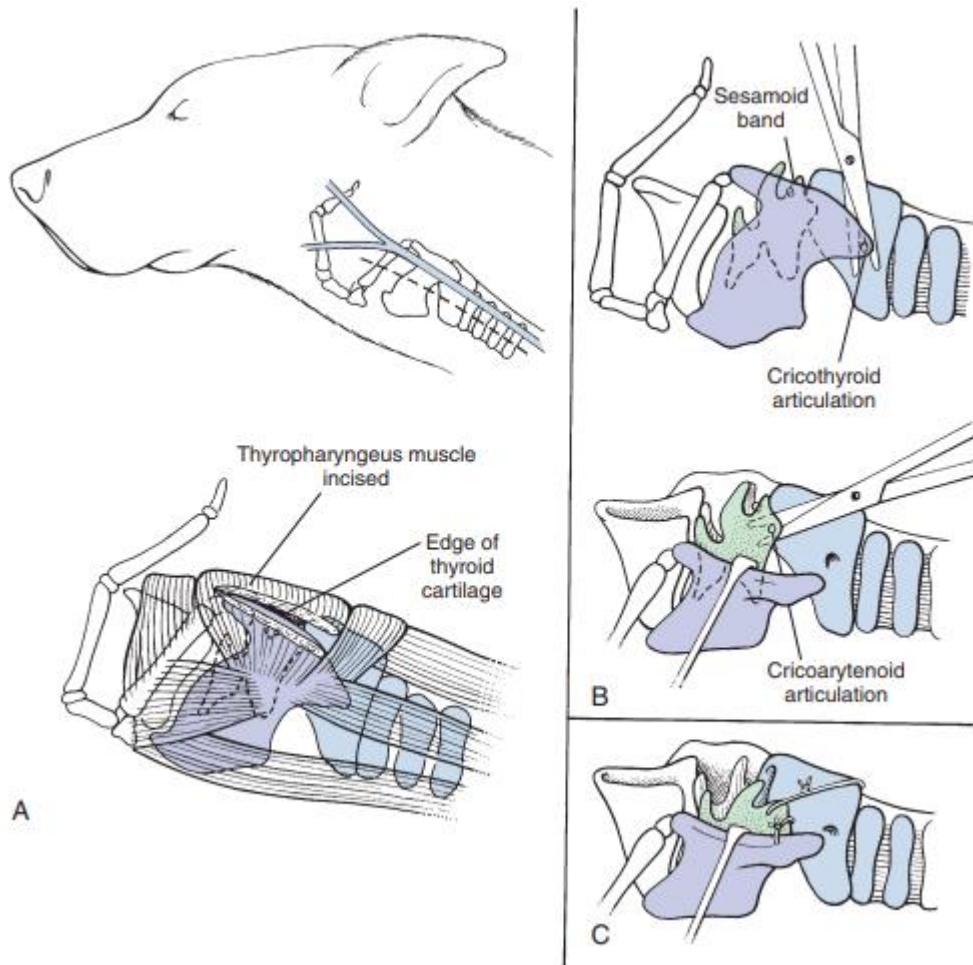 Thyropharyngeus muscle
incised
Edge of
thyroid
cartilage
A
Sesamoid
band
Cricothyroid
articulation
Cricoarytenoid
articulation
B
C